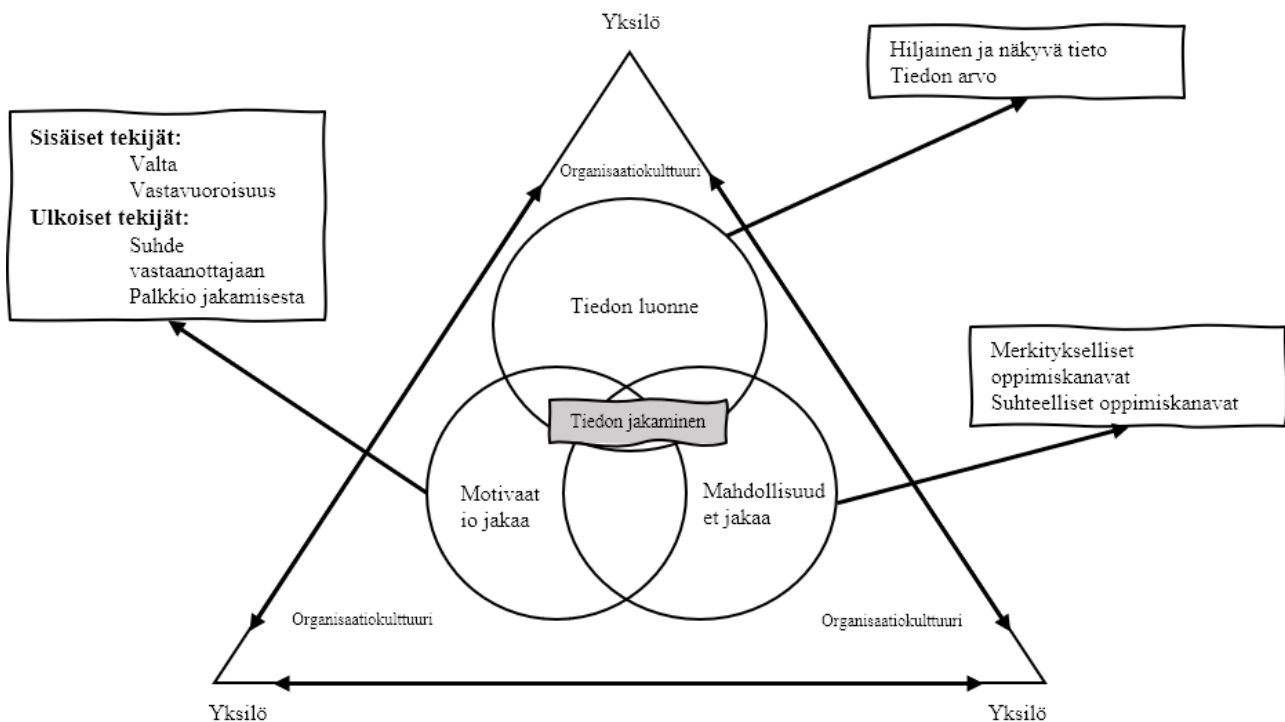 Yksilö
Hiljainen ja näkyvä tieto
Tiedon arvo
Sisäiset tekijät:
Valta
Vastavuoroisuus
Ulkoiset tekijät:
Suhde
vastaanottajaan
Palkkio jakamisesta
Organisaatiokulttuuri
Tiedon luonne
Merkitykselliset
oppimiskanavat
Suhteelliset oppimiskanavat
Tiedon jakaminen
Motivaat
io jakaa
Mahdollisuud
et jakaa
Organisaatiokulttuuri
Organisaatiokulttuuri
Yksilö
Yksilö